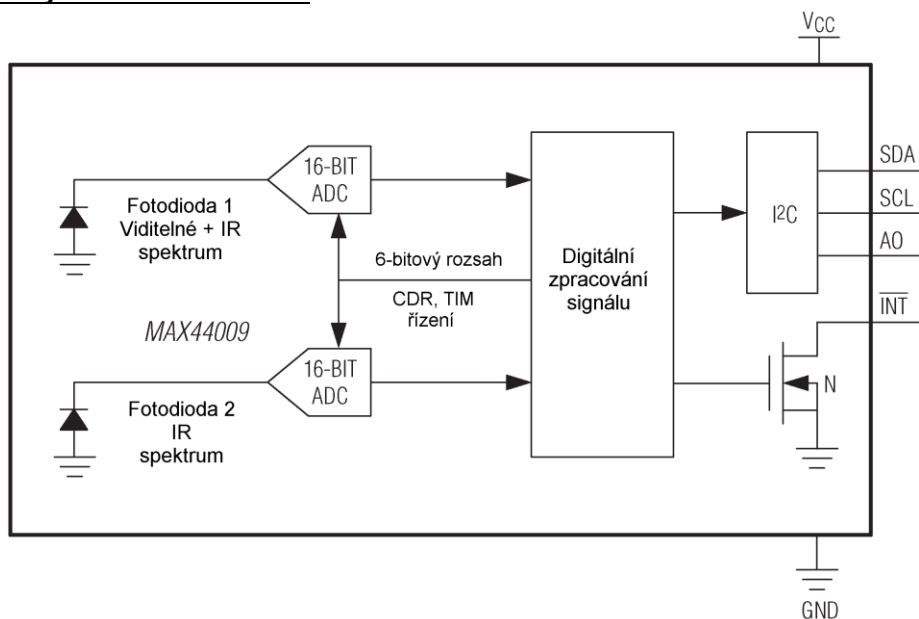 VCC
16-BIT
ADC
Fotodioda 1
Viditelné + IR
spektrum
6-bitový rozsah
CDR, TIM
řízení
Digitální
zpracování
signálu
I²C
SDA
SCL
A0
INT
MAX44009
16-BIT
ADC
Fotodioda 2
IR
spektrum
N
GND